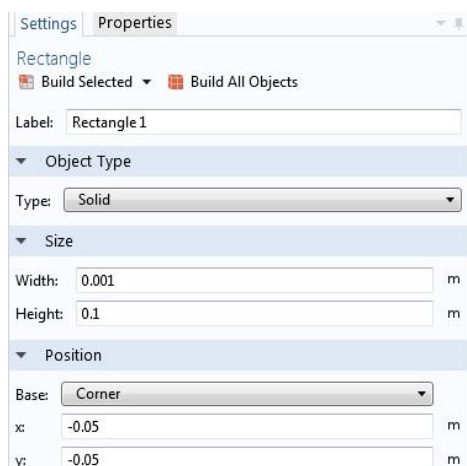 Settings Properties
Rectangle
Build Selected Build All Objects
Label: Rectangle 1
Object Type
Type: Solid
Size
Width: 0.001 m
Height: 0.1 m
Position
Base: Corner
x: -0.05 m
y: -0.05 m